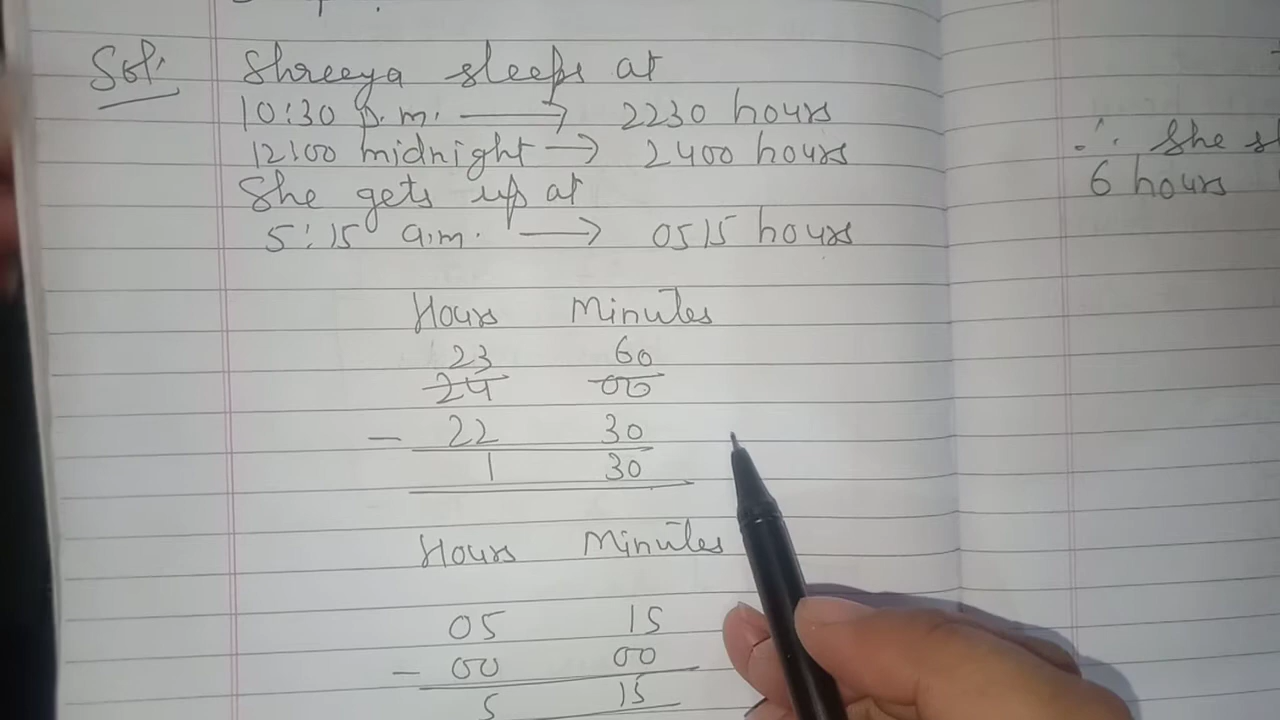 Sol:
Shreeya sleeps at
10:30 p.m. → 2230 hours
12:00 midnight → 2400 hours
She gets up at
5:15 a.m. → 0515 hours
Hours Minutes
23 60
24 00
- 22 30
1 30
Hours Minutes
05 15
- 00 00
5 15
∴ She
6 hours